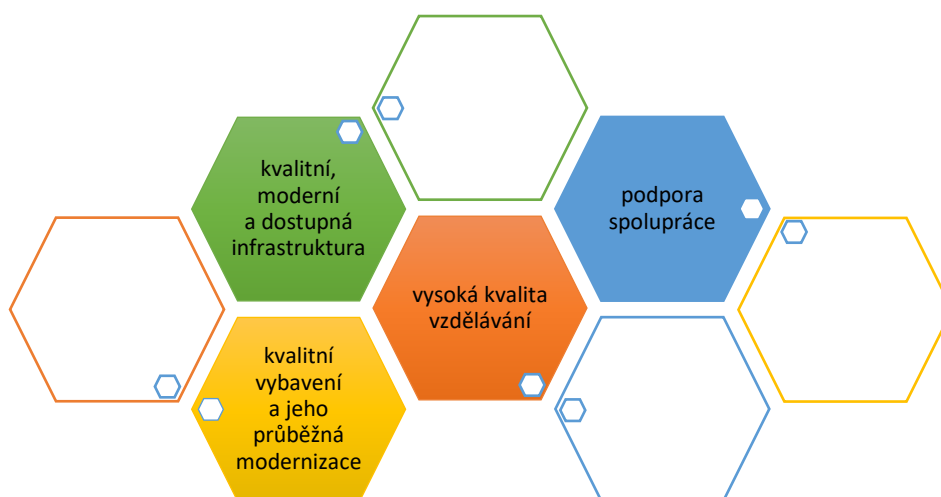 kvalitní,
moderní
a dostupná
infrastruktura
podpora
spolupráce
vysoká kvalita
vzdělávání
kvalitní
vybavení
a jeho
průběžná
modernizace